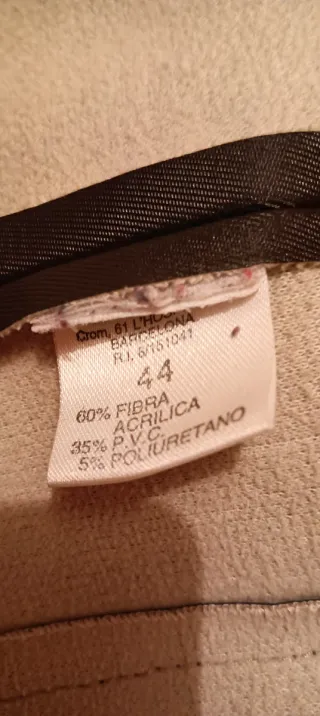 Crom, 61 L'HOS
BARCELONA
R.I. 6/151041
44
60% FIBRA
ACRILICA
35% P.V.C.
5% POLIURETANO